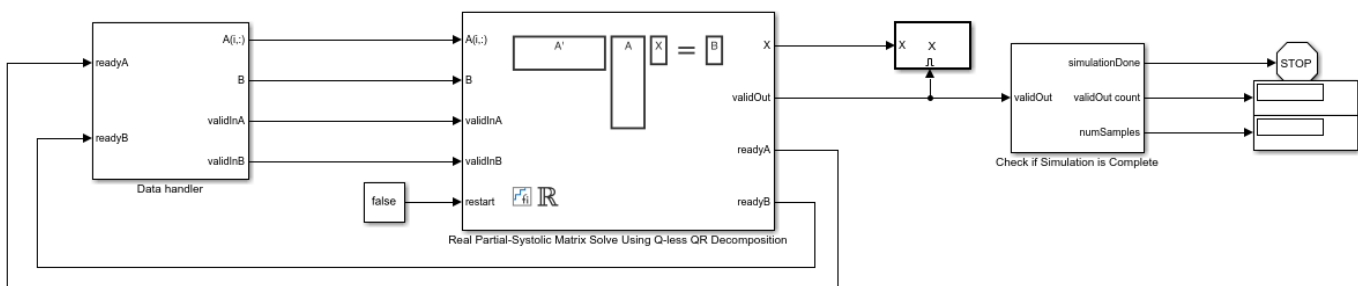 readyA
readyB
A(i,:)
B
validInA
validInB
Data handler
false
A(i,:)
B
validInA
validInB
restart
A'
A
X
=
B
fi
ℝ
X
validOut
readyA
readyB
Real Partial-Systolic Matrix Solve Using Q-less QR Decomposition
X
X
validOut
simulationDone
validOut count
numSamples
Check if Simulation is Complete
STOP